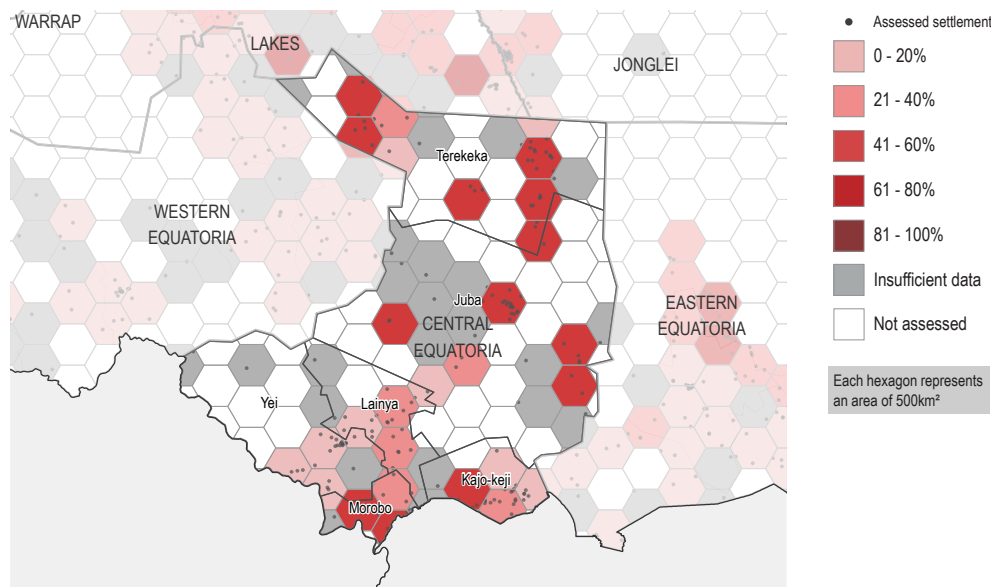 WARRAP
LAKES
JONGLEI
Terekeka
WESTERN
EQUATORIA
Juba
CENTRAL
EQUATORIA
EASTERN
EQUATORIA
Yei
Lainya
Kajo-keji
Morobo
Assessed settlement
0 - 20%
21 - 40%
41 - 60%
61 - 80%
81 - 100%
Insufficient data
Not assessed
Each hexagon represents
an area of 500km²